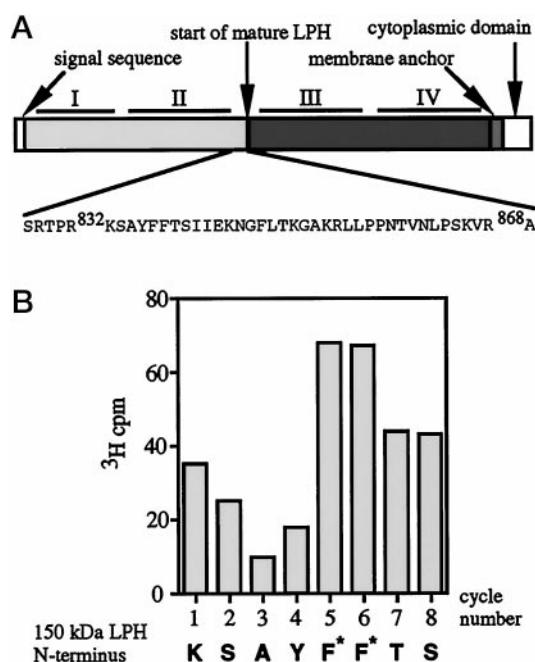 A
cytoplasmic domain
start of mature LPH
signal sequence
membrane anchor
I II III IV
SRTPR832KSAYFFTSIIEKNGFLTKGAKRLLPPNTVNLPSKVR868A
B
80
60
40
20
0
3H cpm
1 2 3 4 5 6 7 8 cycle number
150 kDa LPH
N-terminus K S A Y F* F* T S